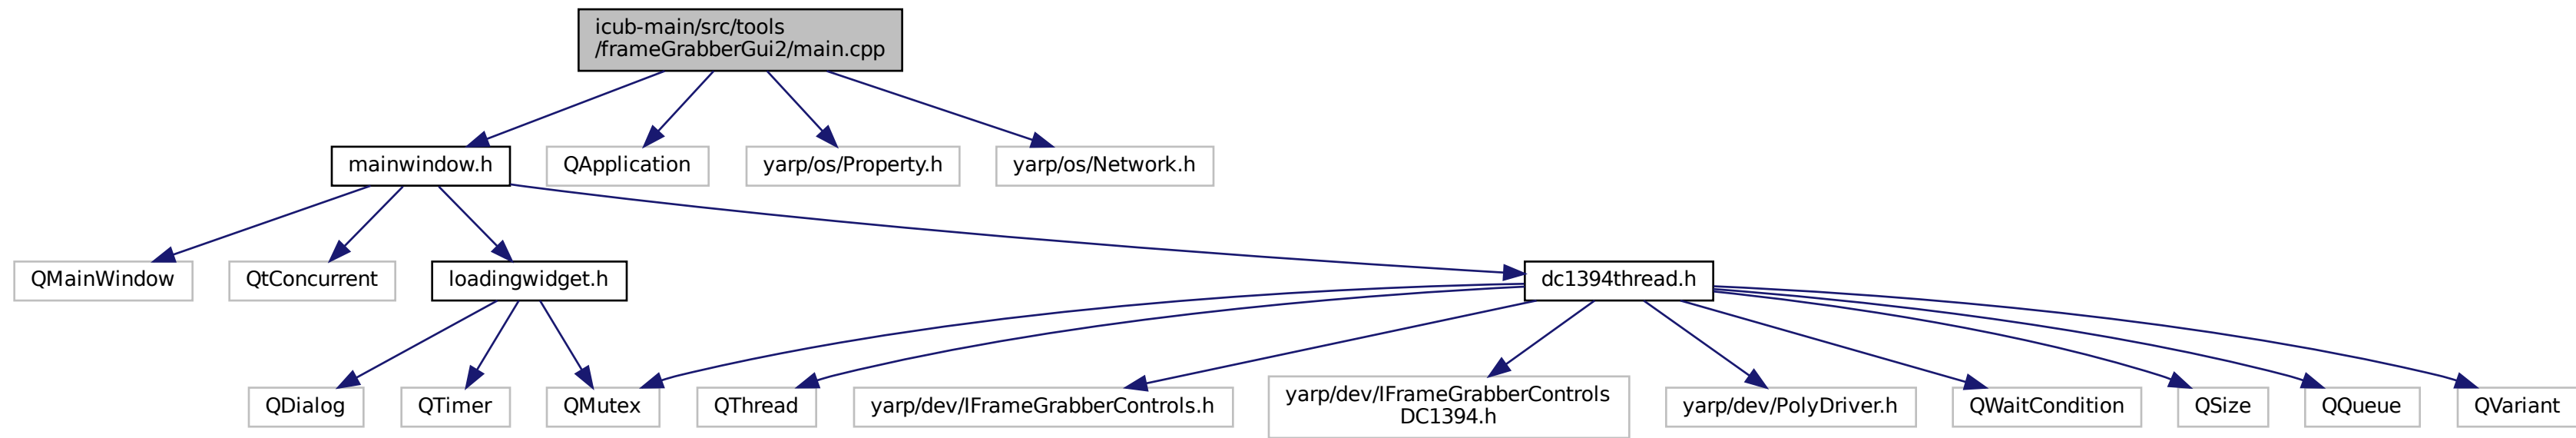 icub-main/src/tools
/frameGrabberGui2/main.cpp
mainwindow.h
QApplication
yarp/os/Property.h
yarp/os/Network.h
QMainWindow
QtConcurrent
loadingwidget.h
dc1394thread.h
QDialog
QTimer
QMutex
QThread
yarp/dev/IFrameGrabberControls.h
yarp/dev/IFrameGrabberControls
DC1394.h
yarp/dev/PolyDriver.h
QWaitCondition
QSize
QQueue
QVariant